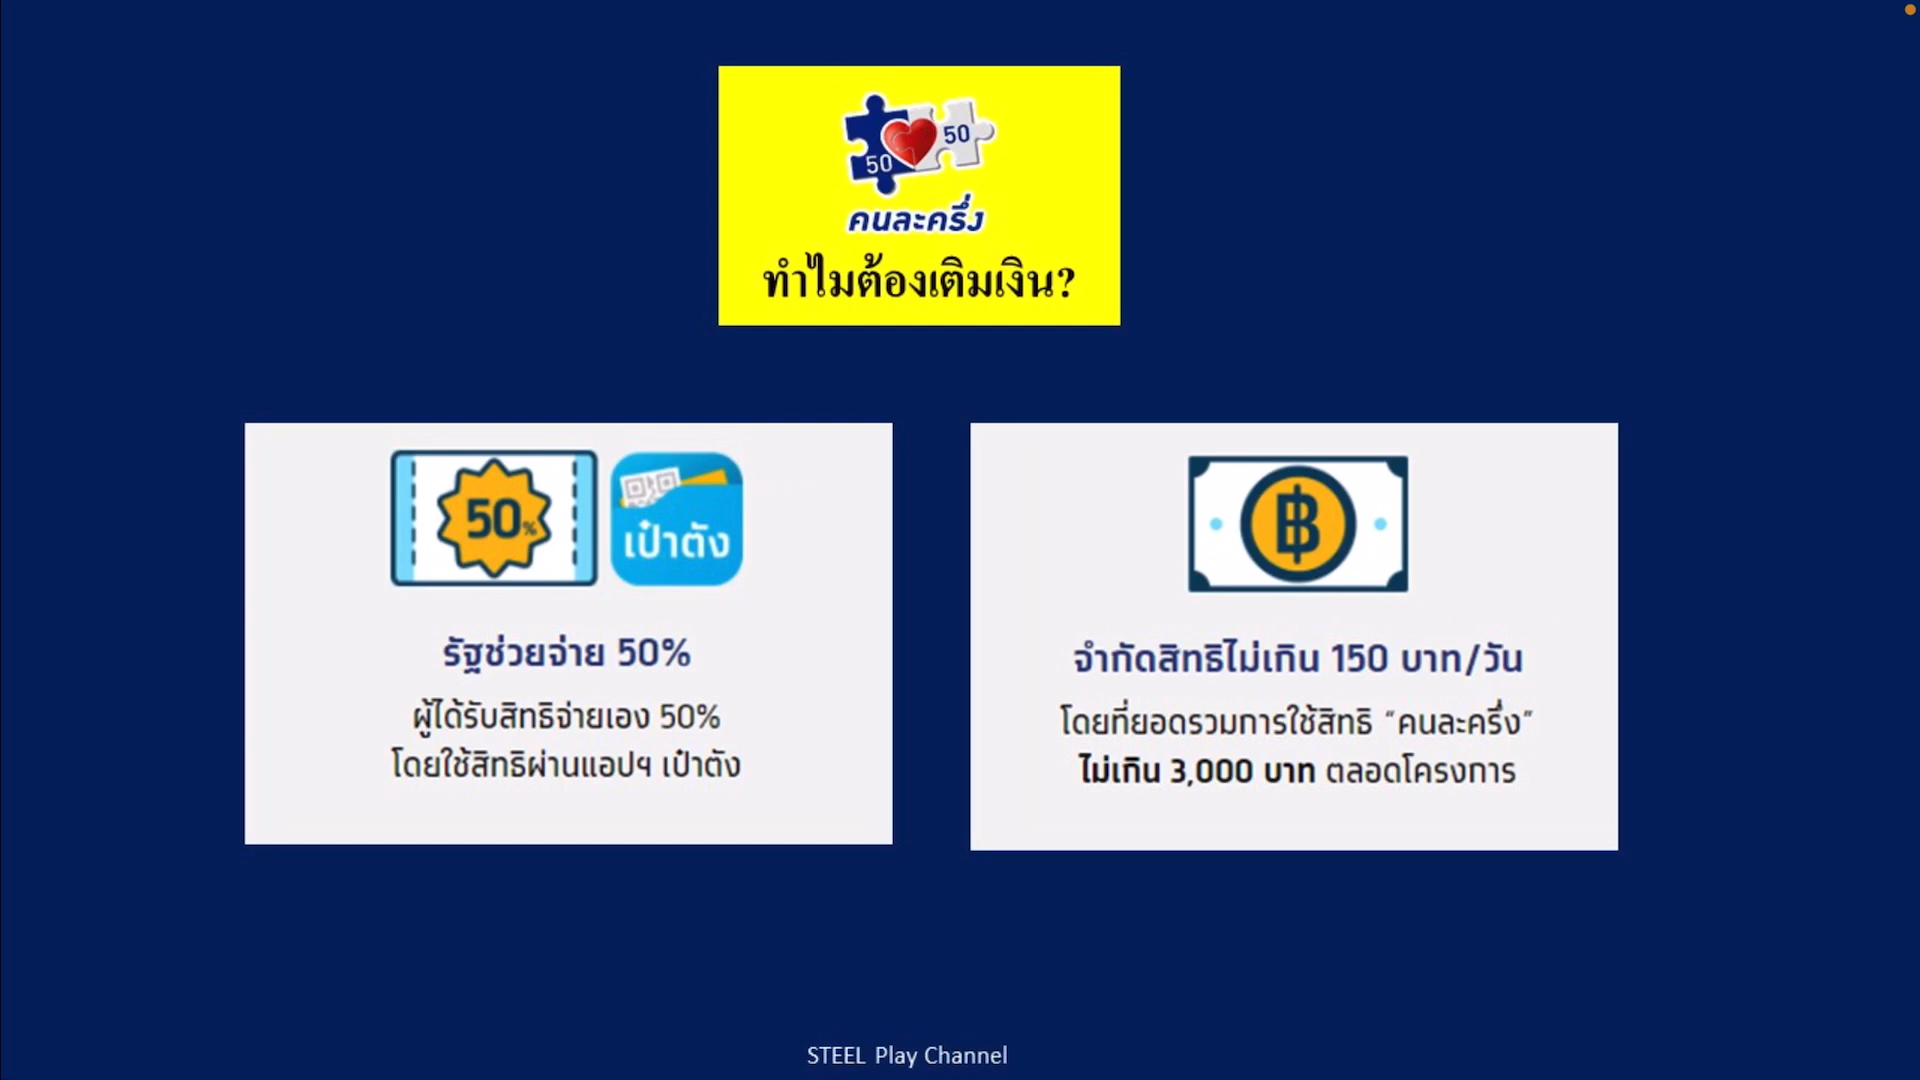 50
50
คนละครึ่ง
ทำไมต้องเติมเงิน?
50%
เป๋าตัง
รัฐช่วยจ่าย 50%
ผู้ได้รับสิทธิจ่ายเอง 50%
โดยใช้สิทธิผ่านแอปฯ เป๋าตัง
฿
จำกัดสิทธิไม่เกิน 150 บาท/วัน
โดยที่ยอดรวมการใช้สิทธิ “คนละครึ่ง”
ไม่เกิน 3,000 บาท ตลอดโครงการ
STEEL Play Channel